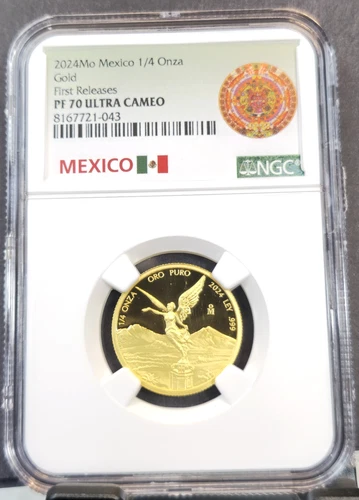 2024Mo Mexico 1/4 Onza
Gold
First Releases
PF 70 ULTRA CAMEO
8167721-043
MEXICO
NGC
1/4 ONZA ORO PURO 2024 LEY .999